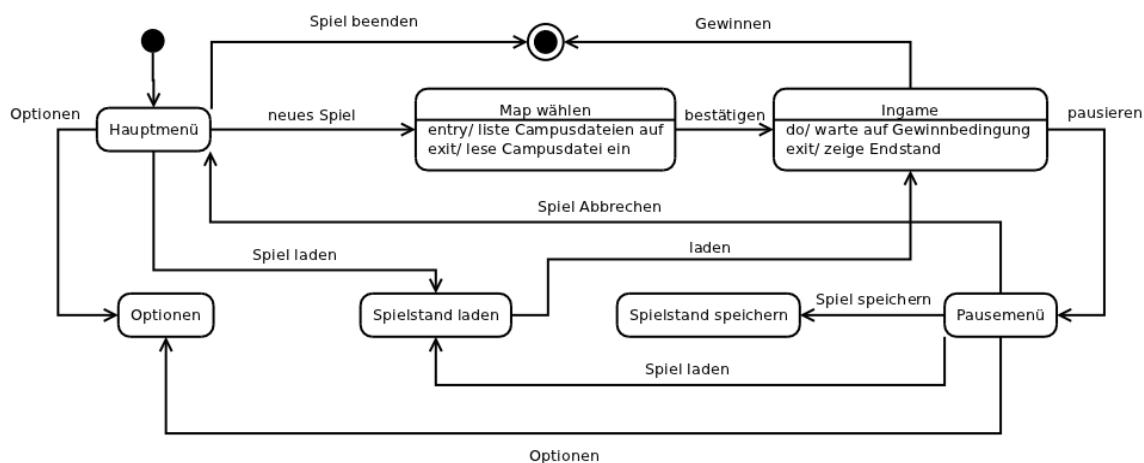 Spiel beenden
Gewinnen
Optionen
Hauptmenü
neues Spiel
Map wählen
entry/ liste Campusdateien auf
exit/ lese Campusdatei ein
bestätigen
Ingame
do/ warte auf Gewinnbedingung
exit/ zeige Endstand
pausieren
Spiel Abbrechen
Spiel laden
laden
Optionen
Spielstand laden
Spielstand speichern
Spiel speichern
Pausemenü
Spiel laden
Optionen